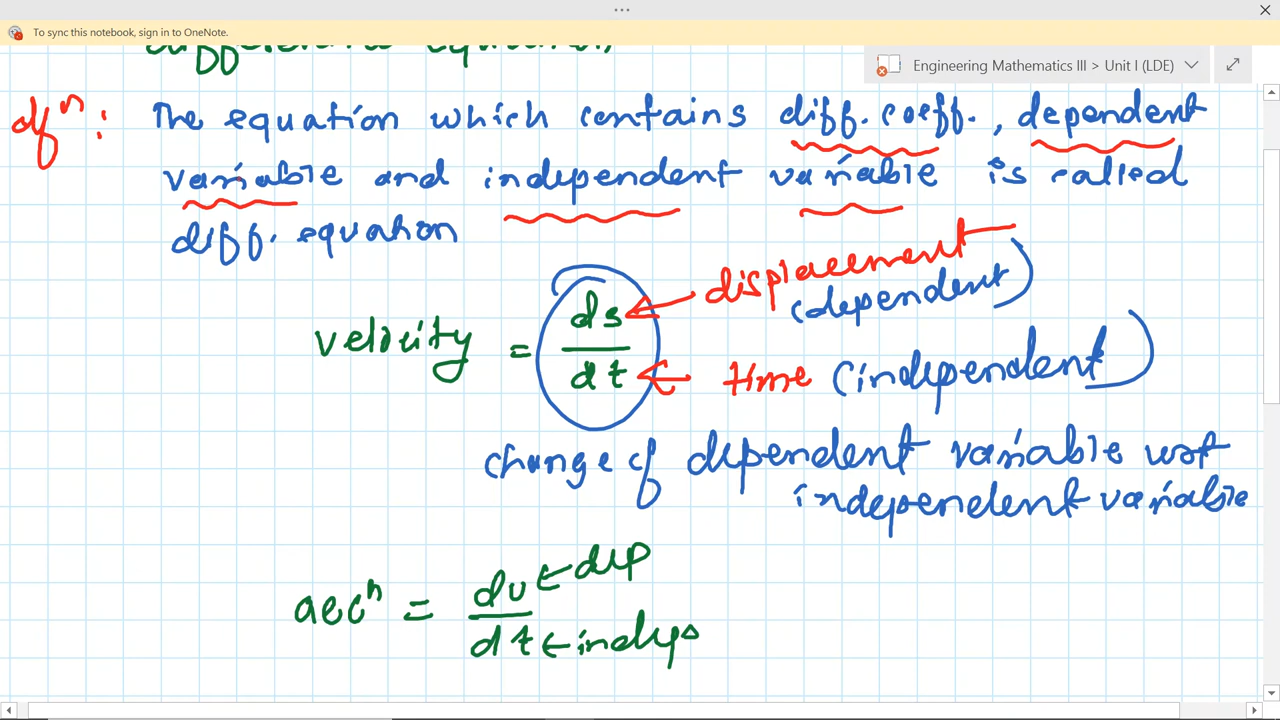 To sync this notebook, sign in to OneNote.
Engineering Mathematics III > Unit I (LDE)
dfⁿ : The equation which contains diff. coeff., dependent
variable and independent variable is called
diff. equation
velocity = ds/dt
displacement
(dependent)
time (independent)
change of dependent variable wrt
independent variable
accⁿ = dv/dt
← dep
← indep